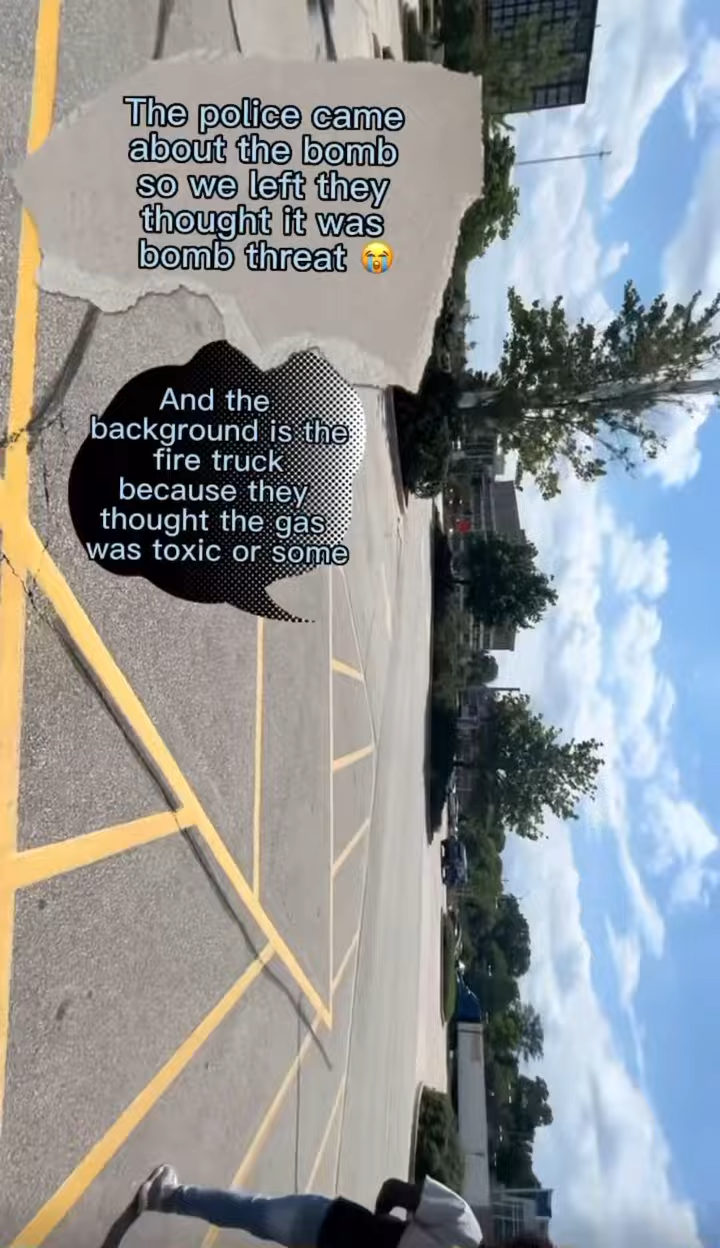 The police came
about the bomb
so we left they
thought it was
bomb threat 😭
And the
background is the
fire truck
because they
thought the gas
was toxic or some